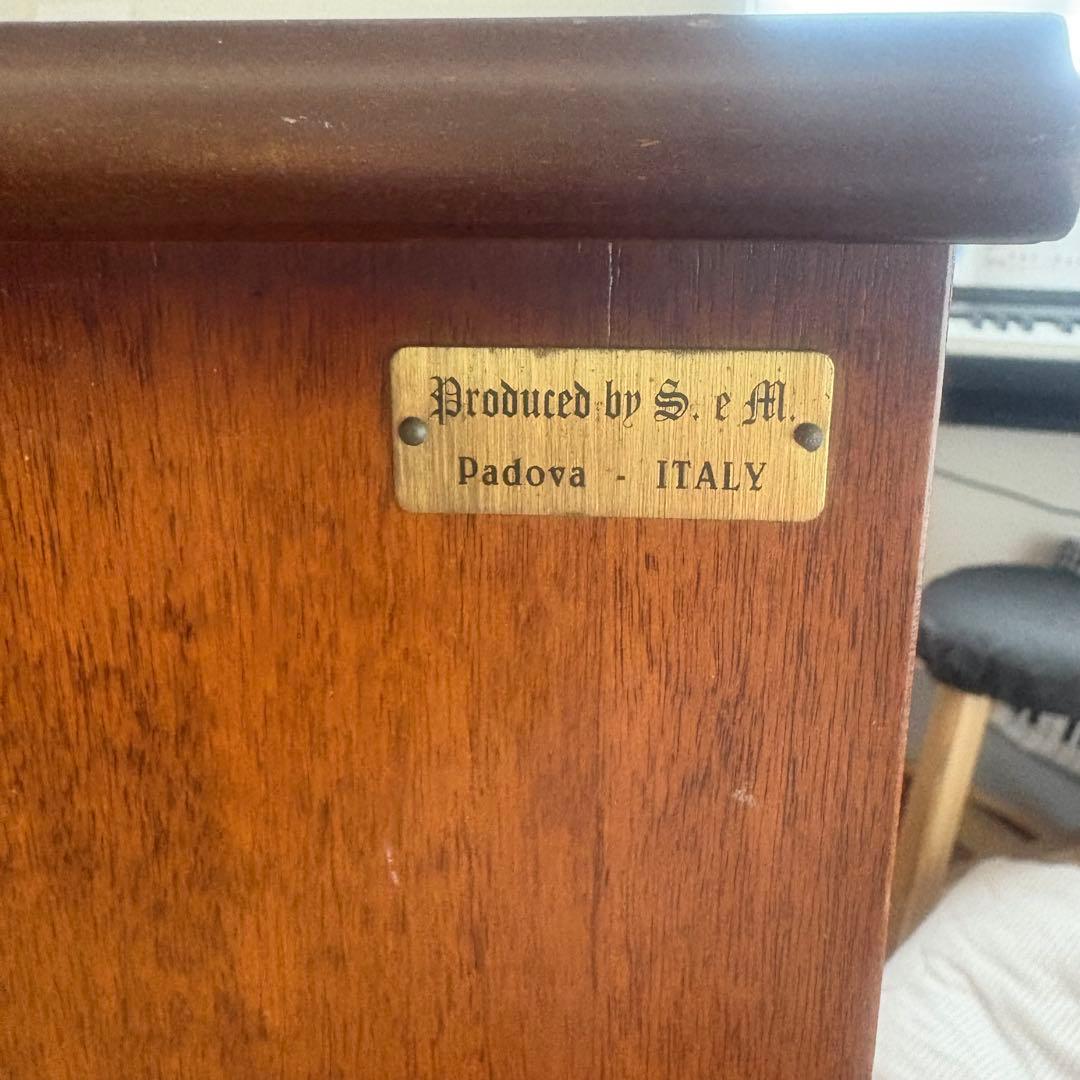 Produced by S. e M.
Padova - ITALY